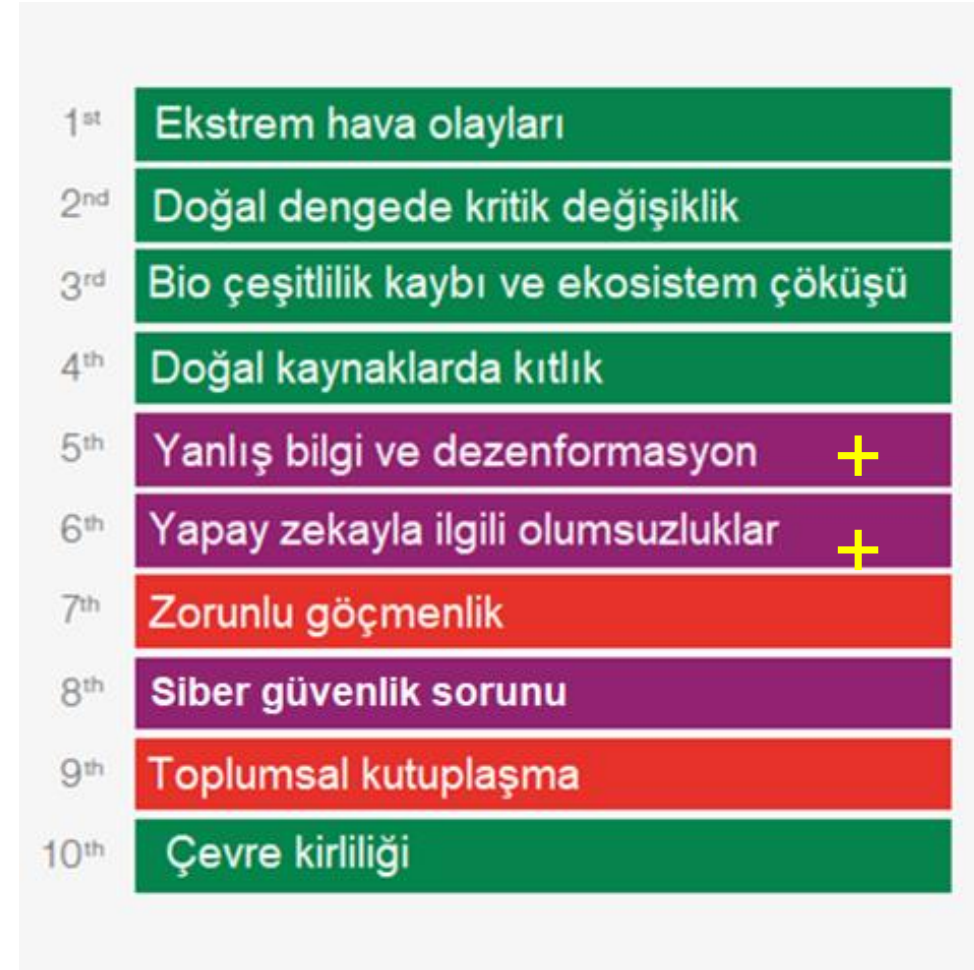 1st Ekstrem hava olayları
2nd Doğal dengede kritik değişiklik
3rd Bio çeşitlilik kaybı ve ekosistem çöküşü
4th Doğal kaynaklarda kıtlık
5th Yanlış bilgi ve dezenformasyon +
6th Yapay zekayla ilgili olumsuzluklar +
7th Zorunlu göçmenlik
8th Siber güvenlik sorunu
9th Toplumsal kutuplaşma
10th Çevre kirliliği